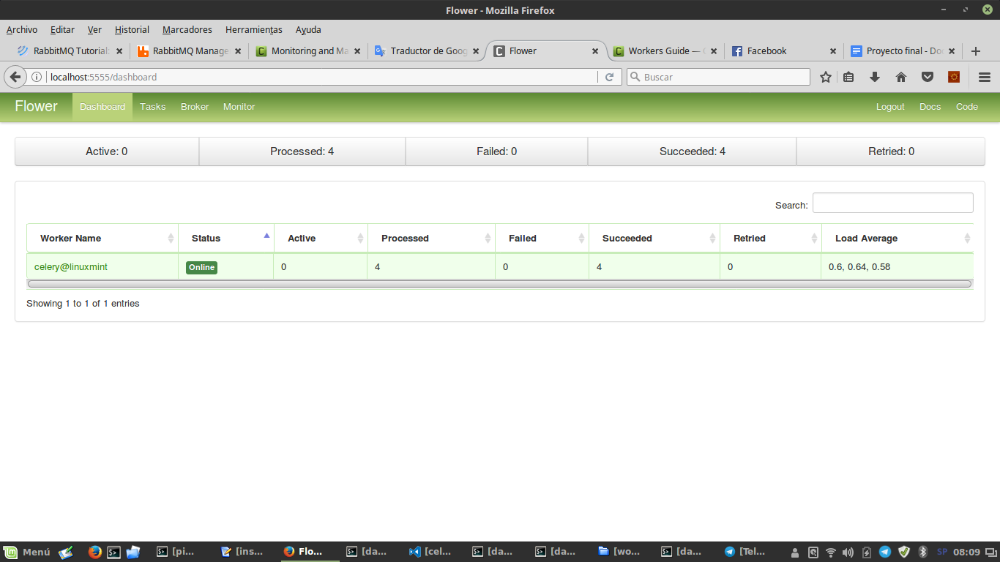 Flower - Mozilla Firefox
Archivo Editar Ver Historial Marcadores Herramientas Ayuda
RabbitMQ Tutorial RabbitMQ Manage Monitoring and Ma Traductor de Goog Flower Workers Guide — C Facebook Proyecto final - Doc
localhost:5555/dashboard Buscar
Flower Dashboard Tasks Broker Monitor Logout Docs Code
Active: 0 Processed: 4 Failed: 0 Succeeded: 4 Retried: 0
Search:
Worker Name Status Active Processed Failed Succeeded Retried Load Average
celery@linuxmint Online 0 4 0 4 0 0.6, 0.64, 0.58
Showing 1 to 1 of 1 entries
Menú [pi... [ins... Flo... [da... [cel... [da... [da... [wo... [da... [Tel... SP 08:09